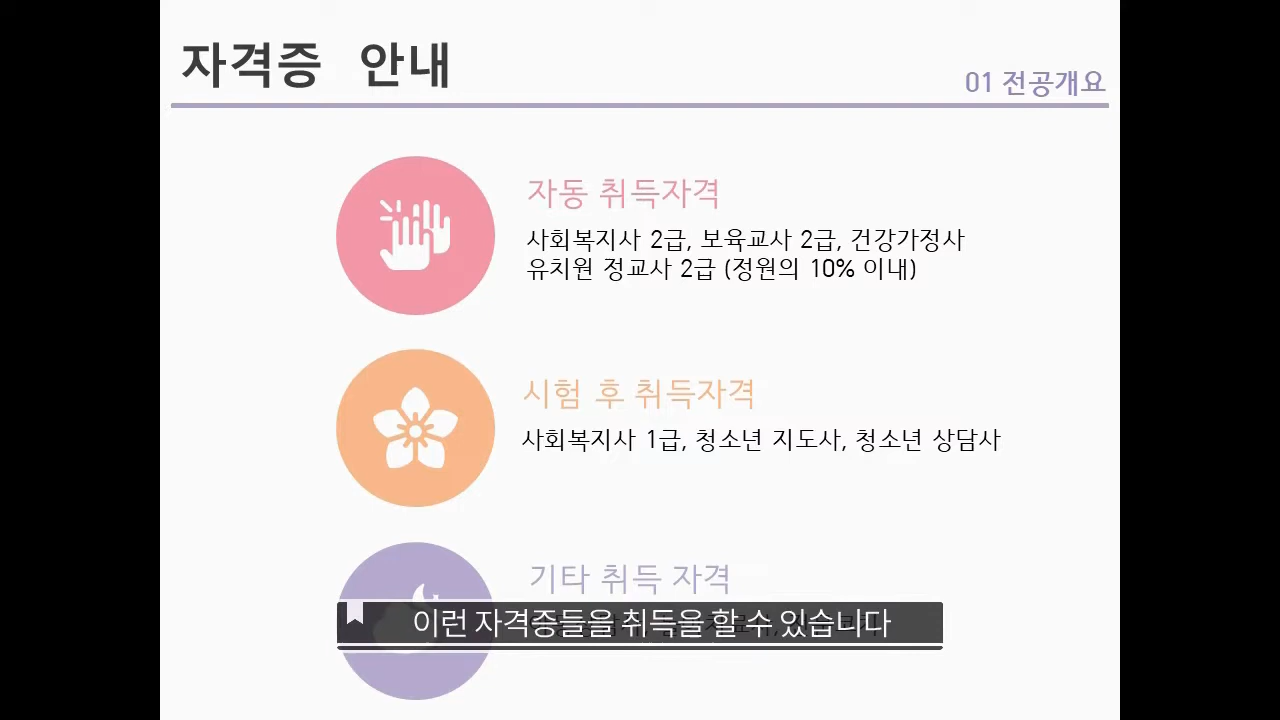 자격증 안내
01 전공개요
자동 취득자격
사회복지사 2급, 보육교사 2급, 건강가정사
유치원 정교사 2급 (정원의 10% 이내)
시험 후 취득자격
사회복지사 1급, 청소년 지도사, 청소년 상담사
기타 취득 자격
이런 자격증들을 취득을 할 수 있습니다